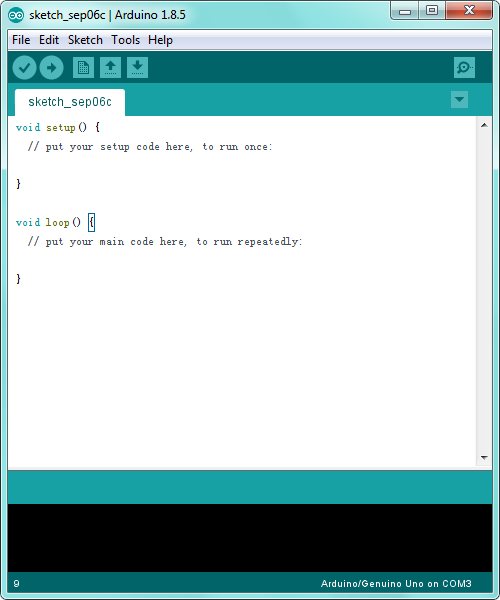 sketch_sep06c | Arduino 1.8.5
File Edit Sketch Tools Help
sketch_sep06c
void setup() {
// put your setup code here, to run once:
}
void loop() {
// put your main code here, to run repeatedly:
}
9 Arduino/Genuino Uno on COM3